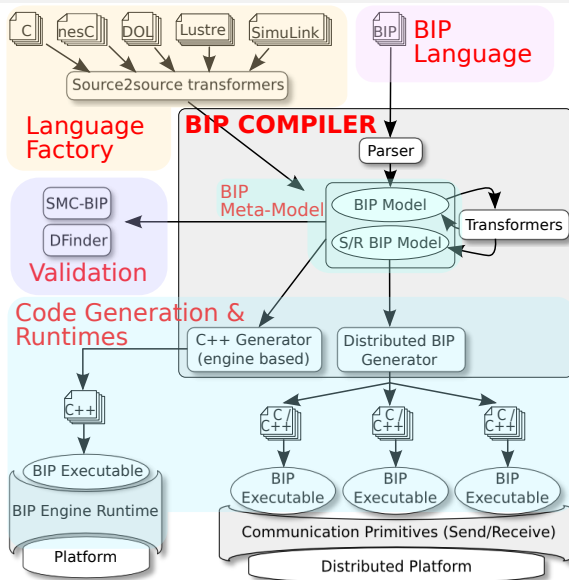 C
nesC
DOL
Lustre
SimuLink
Source2source transformers
Language
Factory
BIP
BIP
Language
BIP COMPILER
Parser
BIP
Meta-Model
BIP Model
S/R BIP Model
Transformers
SMC-BIP
DFinder
Validation
Code Generation &
Runtimes
C++ Generator
(engine based)
Distributed BIP
Generator
C++
BIP Executable
BIP Engine Runtime
Platform
C /
C++
C /
C++
C /
C++
BIP
Executable
BIP
Executable
BIP
Executable
Communication Primitives (Send/Receive)
Distributed Platform